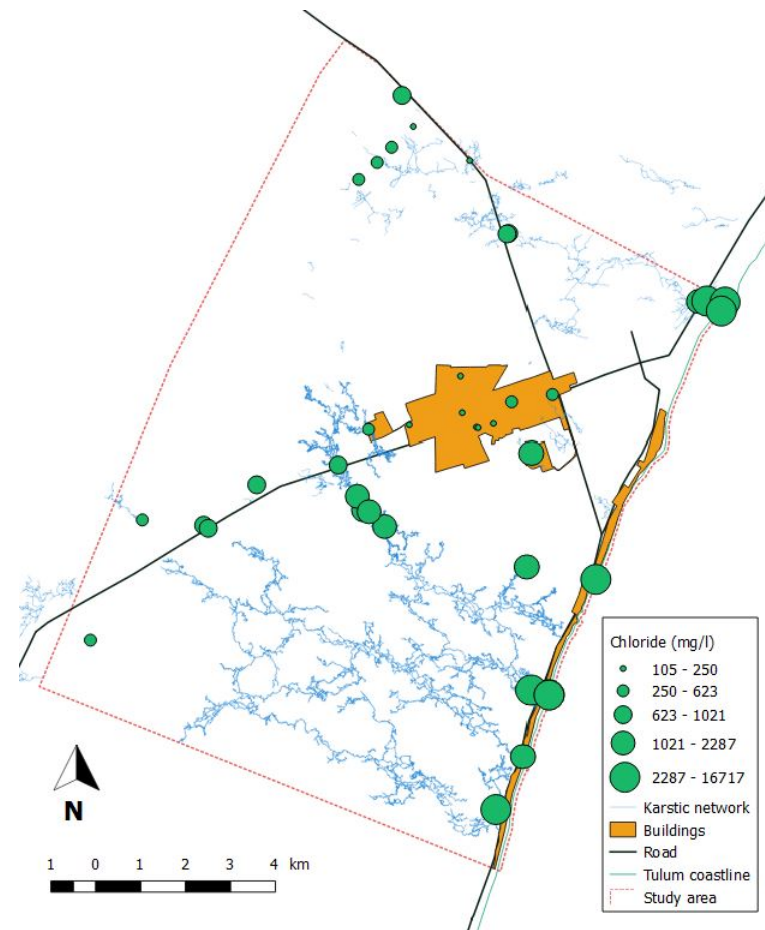 Chloride (mg/l)
105 - 250
250 - 623
623 - 1021
1021 - 2287
2287 - 16717
Karstic network
Buildings
Road
Tulum coastline
Study area
N
1 0 1 2 3 4 km